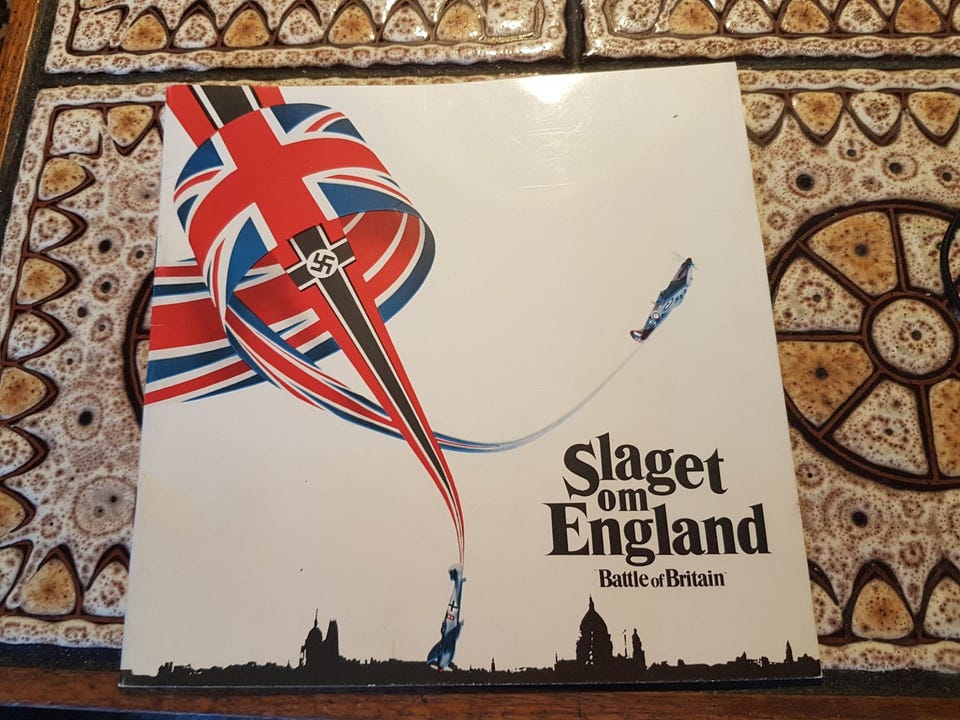 Slaget
om
England
"Battle of Britain"